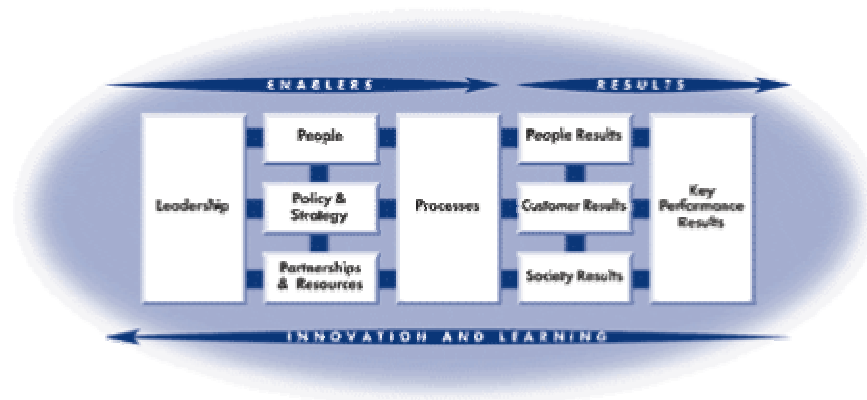 ENABLERS
RESULTS
Leadership
People
Policy &
Strategy
Partnerships
& Resources
Processes
People Results
Customer Results
Society Results
Key
Performance
Results
INNOVATION AND LEARNING